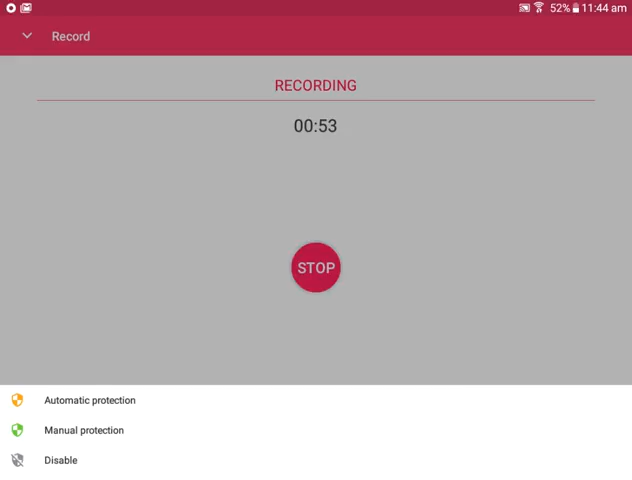 52% 11:44 am
Record
RECORDING
00:53
STOP
Automatic protection
Manual protection
Disable